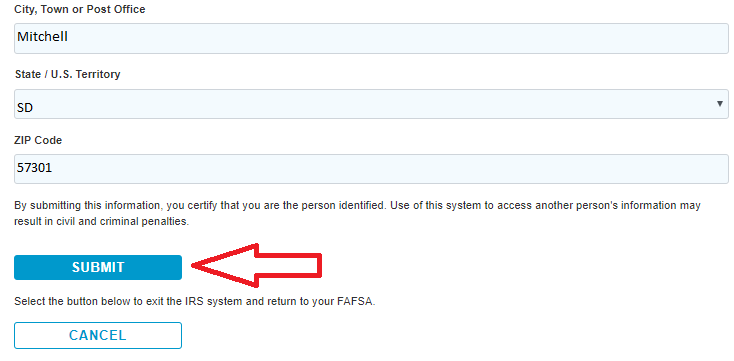 City, Town or Post Office
Mitchell
State / U.S. Territory
SD
ZIP Code
57301
By submitting this information, you certify that you are the person identified. Use of this system to access another person's information may
result in civil and criminal penalties.
SUBMIT
Select the button below to exit the IRS system and return to your FAFSA.
CANCEL